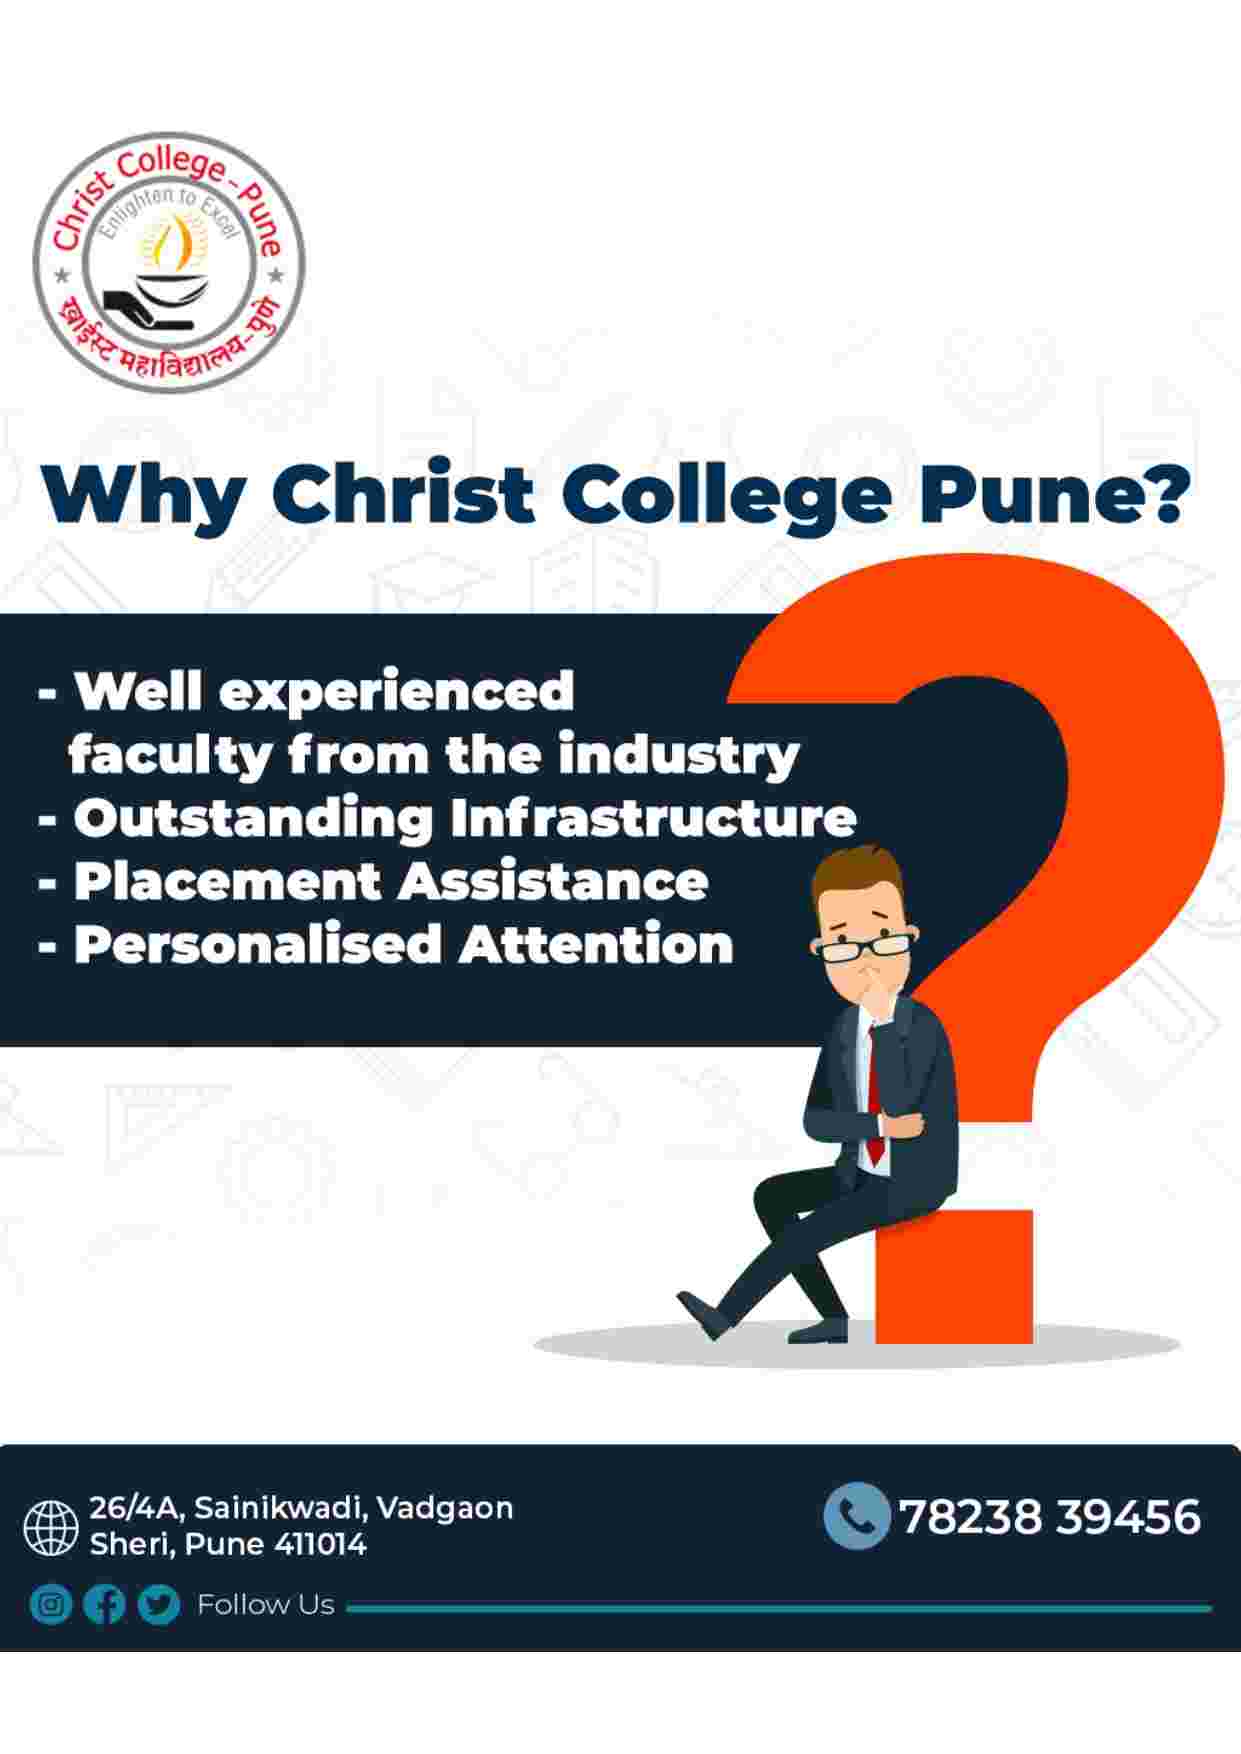 Christ College - Pune
Enlighten to Excel
ख्राईस्ट महाविद्यालय-पुणे
Why Christ College Pune?
- Well experienced
faculty from the industry
- Outstanding Infrastructure
- Placement Assistance
- Personalised Attention
26/4A, Sainikwadi, Vadgaon
Sheri, Pune 411014
78238 39456
Follow Us